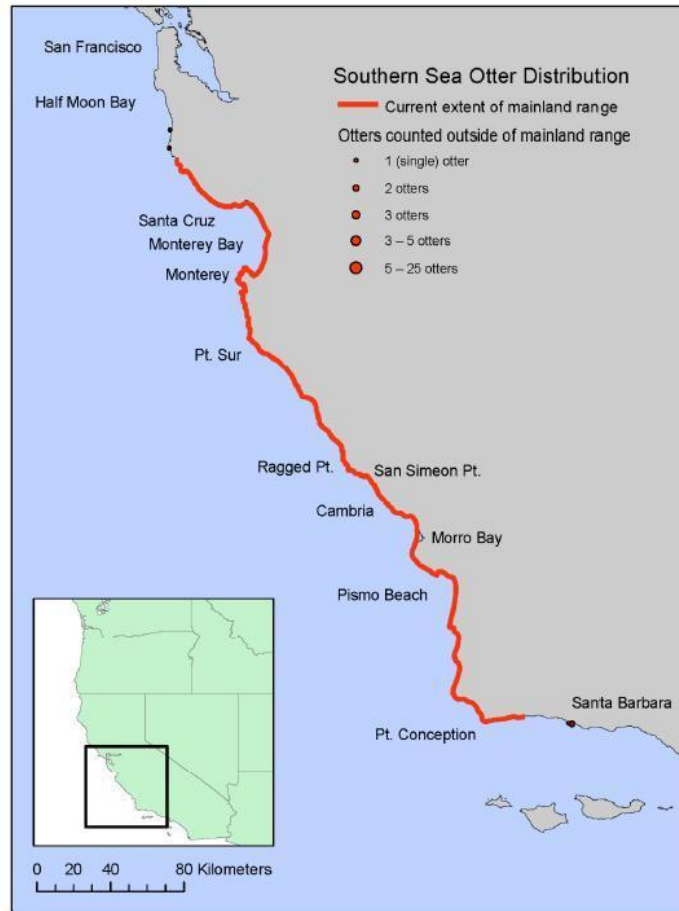 San Francisco
Half Moon Bay
Southern Sea Otter Distribution
Current extent of mainland range
Otters counted outside of mainland range
1 (single) otter
2 otters
3 otters
3 – 5 otters
5 – 25 otters
Santa Cruz
Monterey Bay
Monterey
Pt. Sur
Ragged Pt.
San Simeon Pt.
Cambria
Morro Bay
Pismo Beach
Santa Barbara
Pt. Conception
0 20 40 80 Kilometers